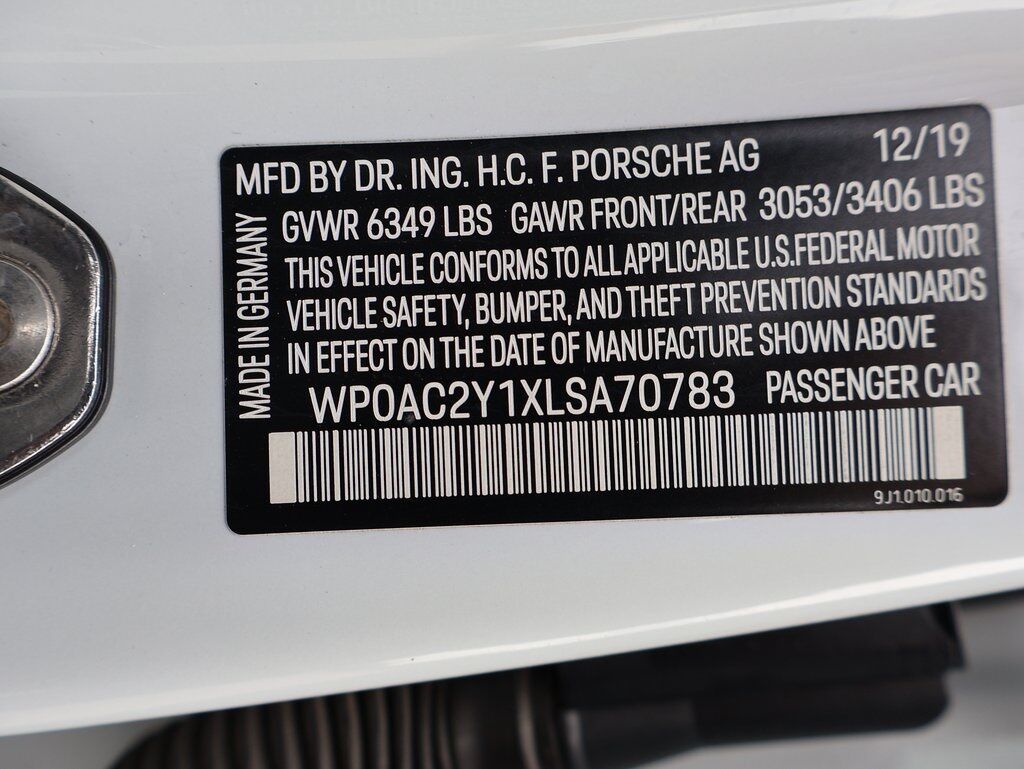 MFD BY DR. ING. H.C. F. PORSCHE AG 12/19
GVWR 6349 LBS GAWR FRONT/REAR 3053/3406 LBS
THIS VEHICLE CONFORMS TO ALL APPLICABLE U.S.FEDERAL MOTOR
VEHICLE SAFETY, BUMPER, AND THEFT PREVENTION STANDARDS
IN EFFECT ON THE DATE OF MANUFACTURE SHOWN ABOVE
WP0AC2Y1XLSA70783 PASSENGER CAR
9J1.010.016
MADE IN GERMANY